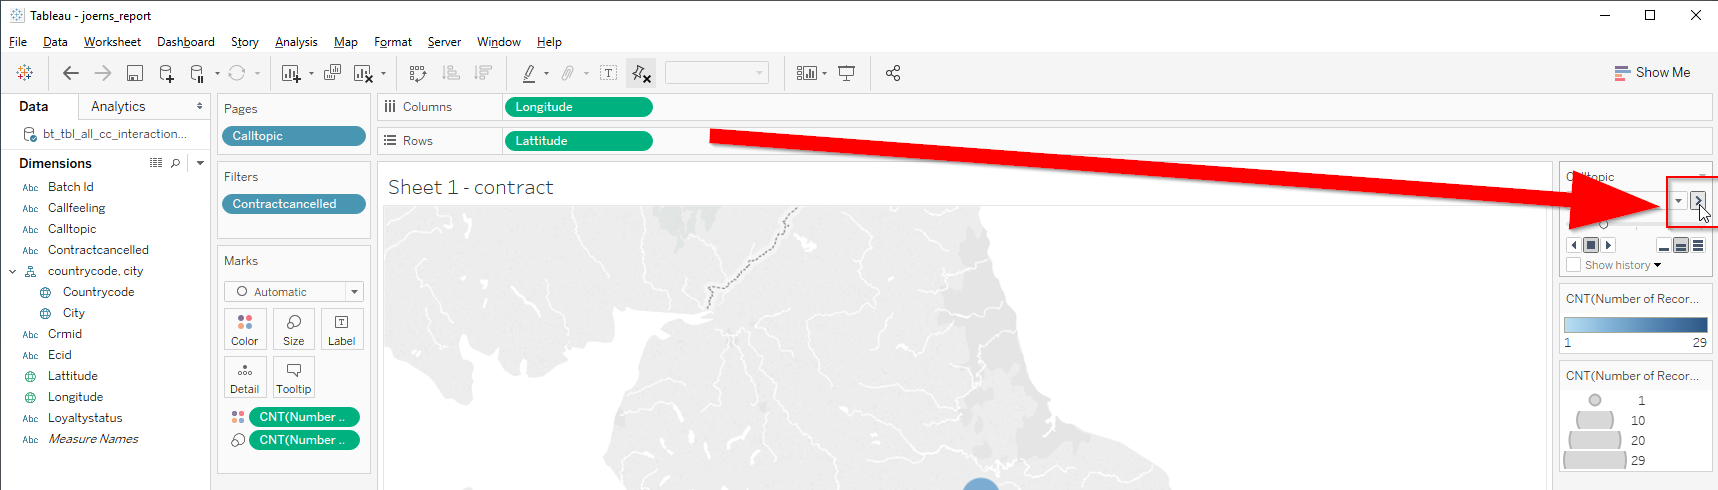 Tableau - joerns_report
File Data Worksheet Dashboard Story Analysis Map Format Server Window Help
Show Me
Data Analytics
bt_tbl_all_cc_interaction...
Dimensions
Abc Batch Id
Abc Callfeeling
Abc Calltopic
Abc Contractcancelled
countrycode, city
Countrycode
City
Abc Crmid
Abc Ecid
Lattitude
Longitude
Abc Loyaltystatus
Abc Measure Names
Pages
Calltopic
Filters
Contractcancelled
Marks
Automatic
Color Size Label
Detail Tooltip
CNT(Number ..
CNT(Number ..
Columns Longitude
Rows Lattitude
Sheet 1 - contract
Show history
CNT(Number of Recor...
1 29
CNT(Number of Recor...
1
10
20
29